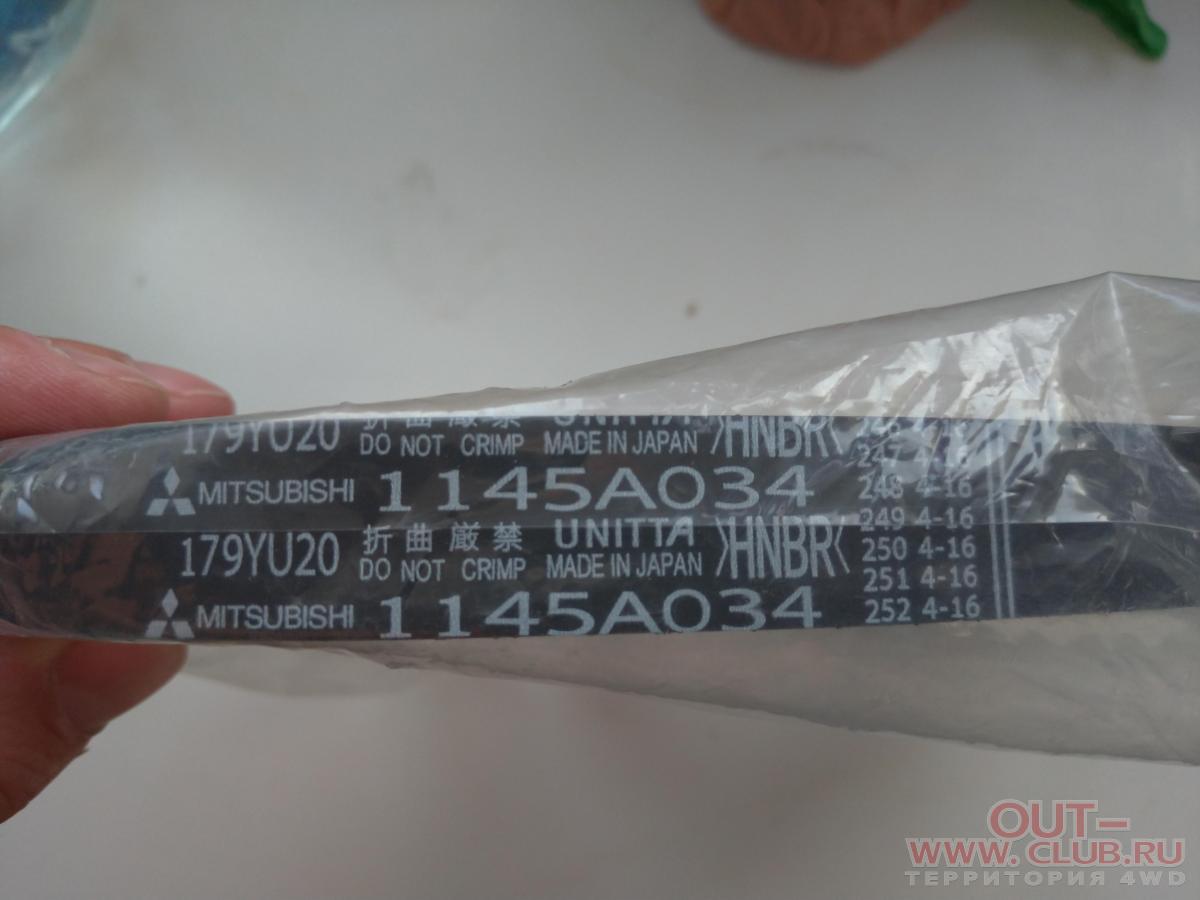 179YU20 折曲厳禁 UNITTA >HNBR<
DO NOT CRIMP MADE IN JAPAN
247 4-16
MITSUBISHI 1145A034 248 4-16
249 4-16
179YU20 折曲厳禁 UNITTA >HNBR< 250 4-16
DO NOT CRIMP MADE IN JAPAN 251 4-16
MITSUBISHI 1145A034 252 4-16
OUT-
WWW.CLUB.RU
ТЕРРИТОРИЯ 4WD